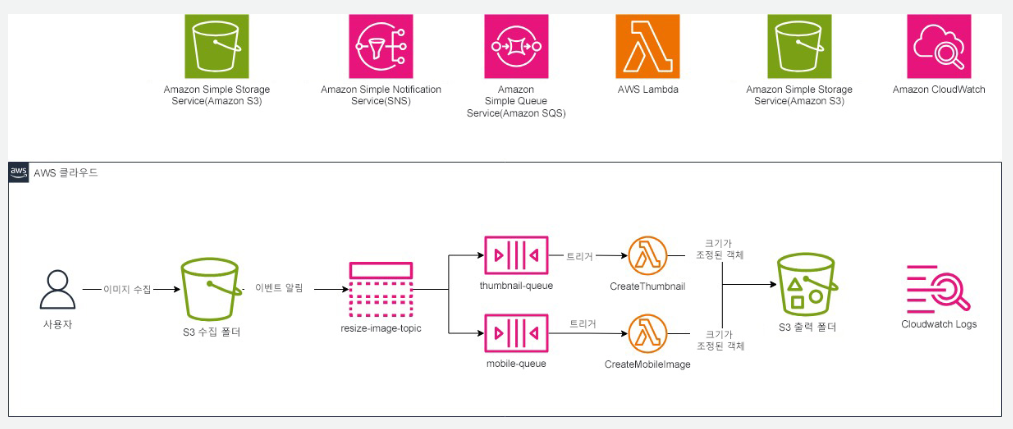 Amazon Simple Storage
Service(Amazon S3)
Amazon Simple Notification
Service(SNS)
Amazon
Simple Queue
Service(Amazon SQS)
AWS Lambda
Amazon Simple Storage
Service(Amazon S3)
Amazon CloudWatch
aws
AWS 클라우드
사용자
이미지 수집
S3 수집 폴더
이벤트 알림
resize-image-topic
thumbnail-queue
트리거
CreateThumbnail
크기가
조정된 객체
mobile-queue
트리거
CreateMobileImage
크기가
조정된 객체
S3 출력 폴더
Cloudwatch Logs